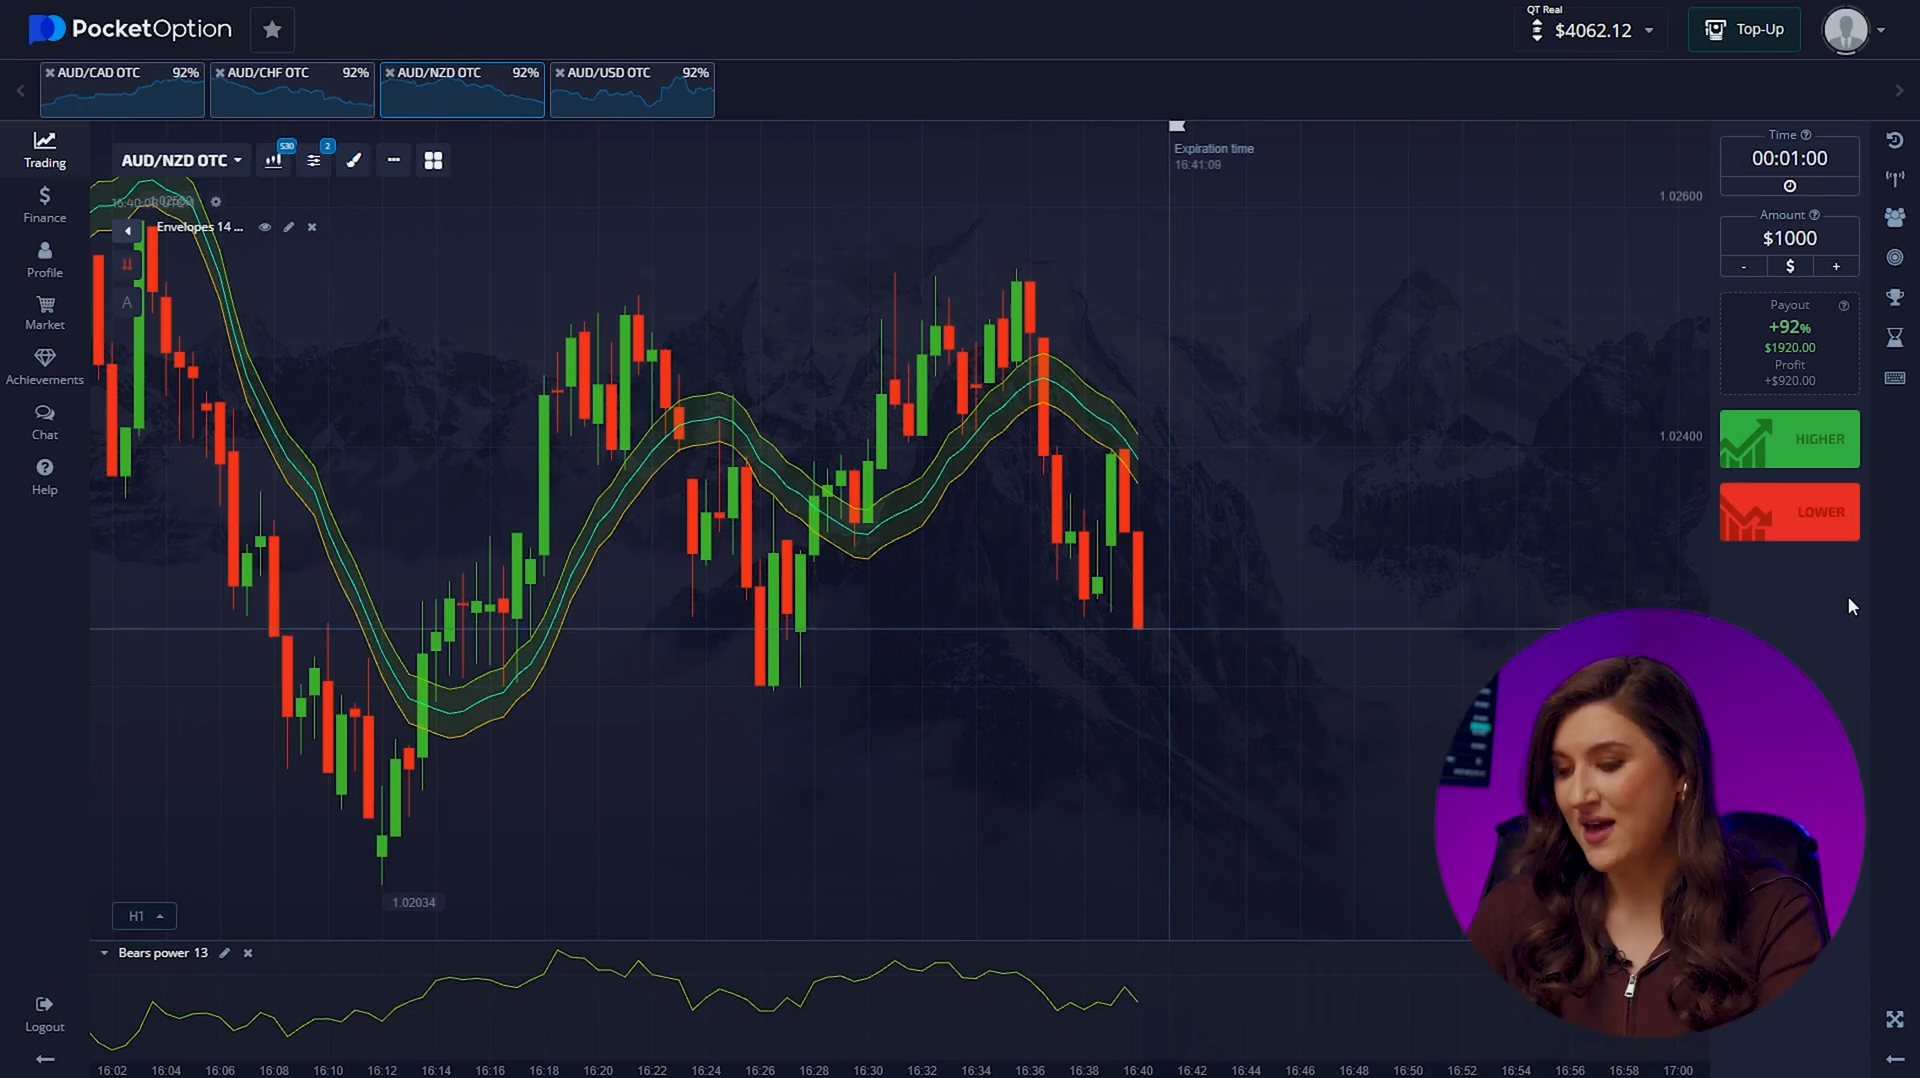 PocketOption
QT Real
$4062.12
Top-Up
AUD/CAD OTC 92%
AUD/CHF OTC 92%
AUD/NZD OTC 92%
AUD/USD OTC 92%
Trading
Finance
Profile
Market
Achievements
Chat
Help
Logout
AUD/NZD OTC
S30
2
Envelopes 14 ...
A
Expiration time
16:41:09
1.02600
1.02400
1.02034
H1
Bears power 13
16:02 16:04 16:06 16:08 16:10 16:12 16:14 16:16 16:18 16:20 16:22 16:24 16:26 16:28 16:30 16:32 16:34 16:36 16:38 16:40 16:42 16:44 16:46 16:48 16:50 16:52 16:54 16:56 16:58 17:00
Time
00:01:00
Amount
$1000
- $ +
Payout
+92%
$1920.00
Profit
+$920.00
HIGHER
LOWER